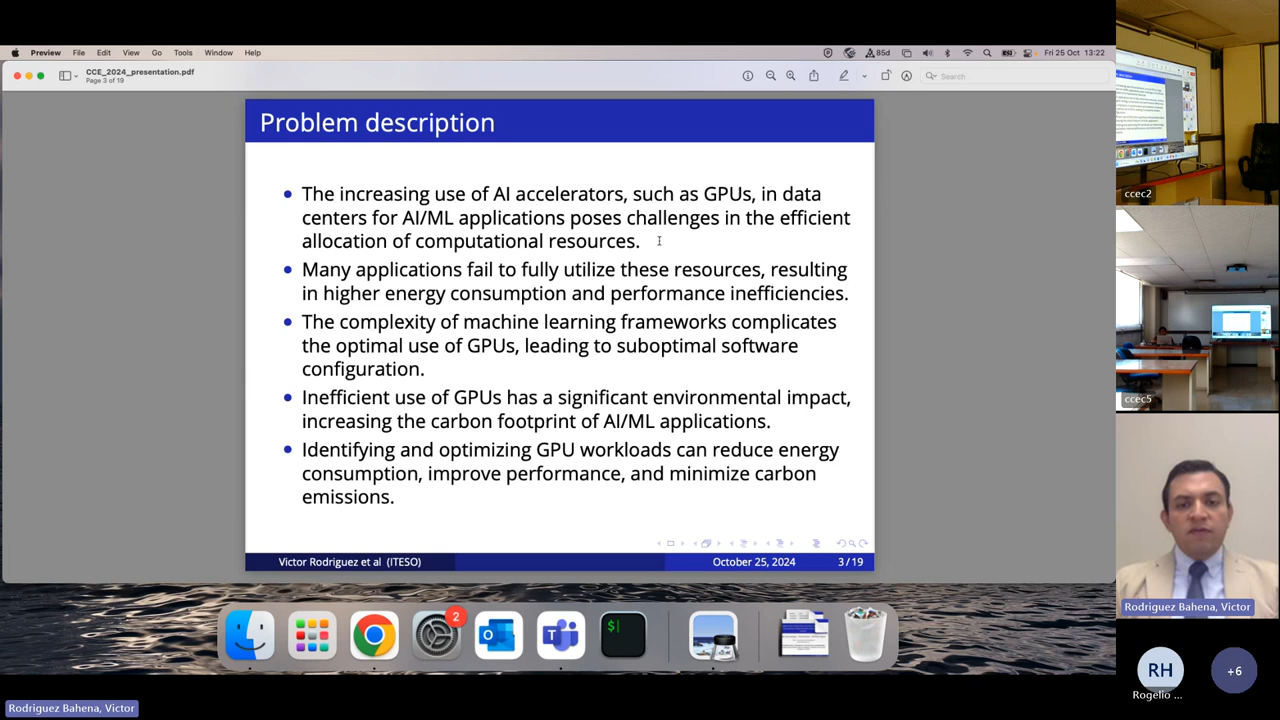 Preview File Edit View Go Tools Window Help
85d
Fri 25 Oct 13:22
CCE_2024_presentation.pdf
Page 3 of 19
Search
Problem description
The increasing use of AI accelerators, such as GPUs, in data
centers for AI/ML applications poses challenges in the efficient
allocation of computational resources.
Many applications fail to fully utilize these resources, resulting
in higher energy consumption and performance inefficiencies.
The complexity of machine learning frameworks complicates
the optimal use of GPUs, leading to suboptimal software
configuration.
Inefficient use of GPUs has a significant environmental impact,
increasing the carbon footprint of AI/ML applications.
Identifying and optimizing GPU workloads can reduce energy
consumption, improve performance, and minimize carbon
emissions.
Victor Rodriguez et al (ITESO)
October 25, 2024
3 / 19
2
$
Rodriguez Bahena, Victor
ccec2
ccec5
Rodriguez Bahena, Victor
RH
Rogelio ...
+6